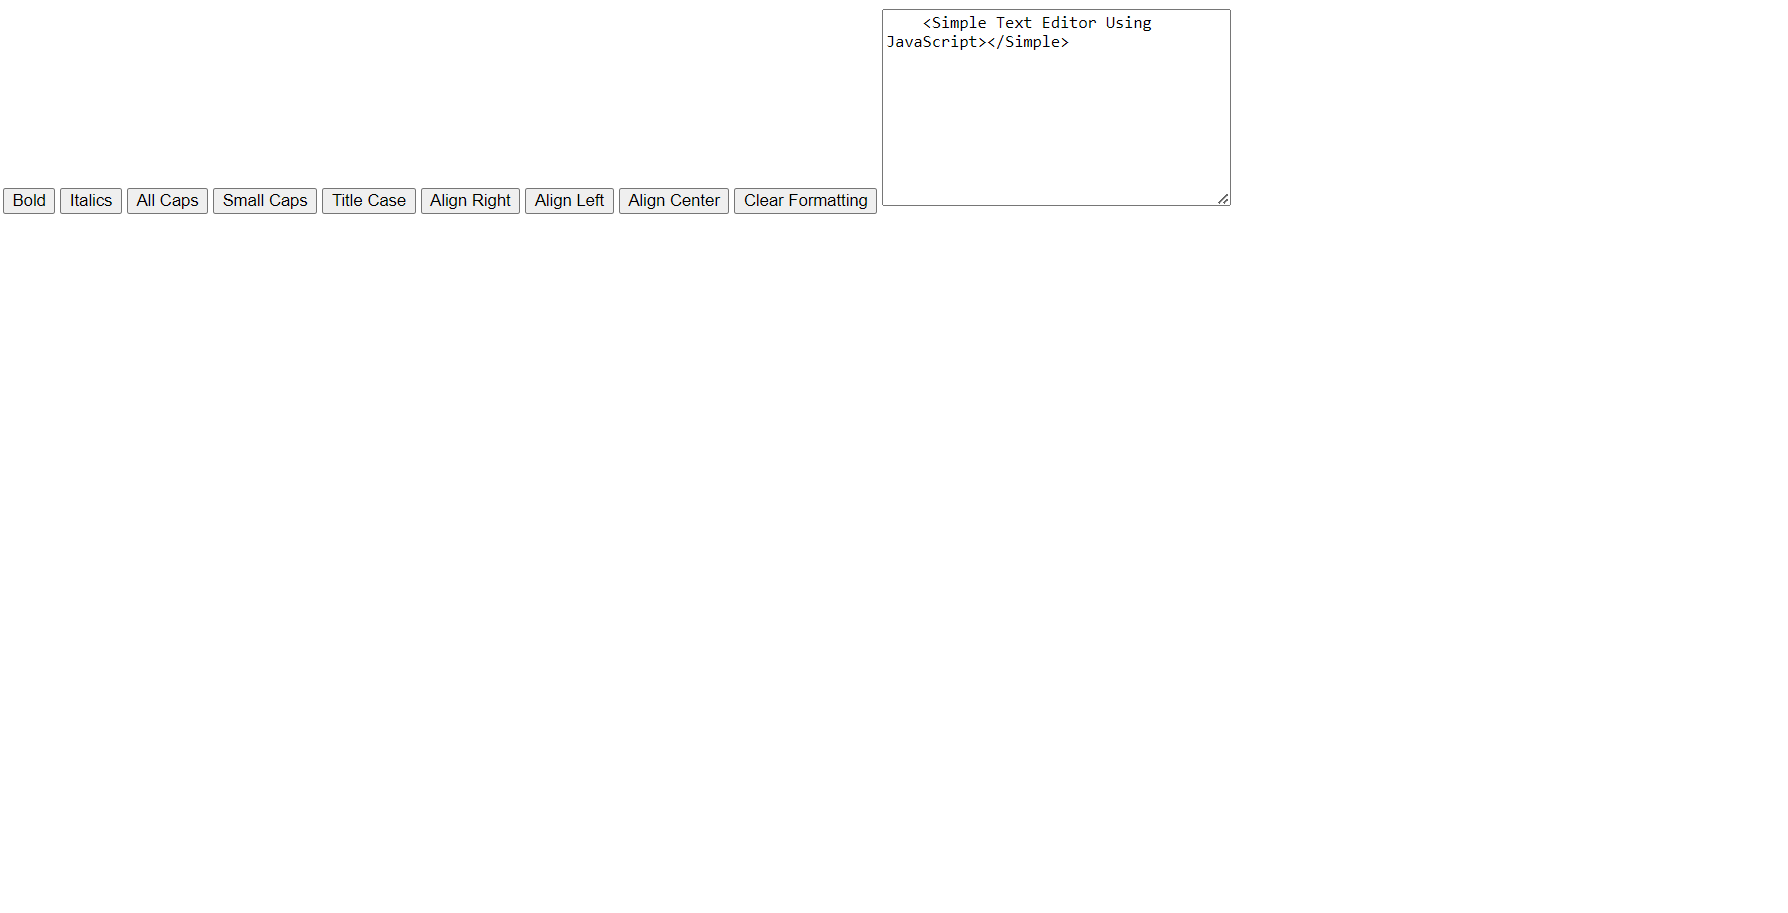 <Simple Text Editor Using
JavaScript></Simple>
Bold Italics All Caps Small Caps Title Case Align Right Align Left Align Center Clear Formatting